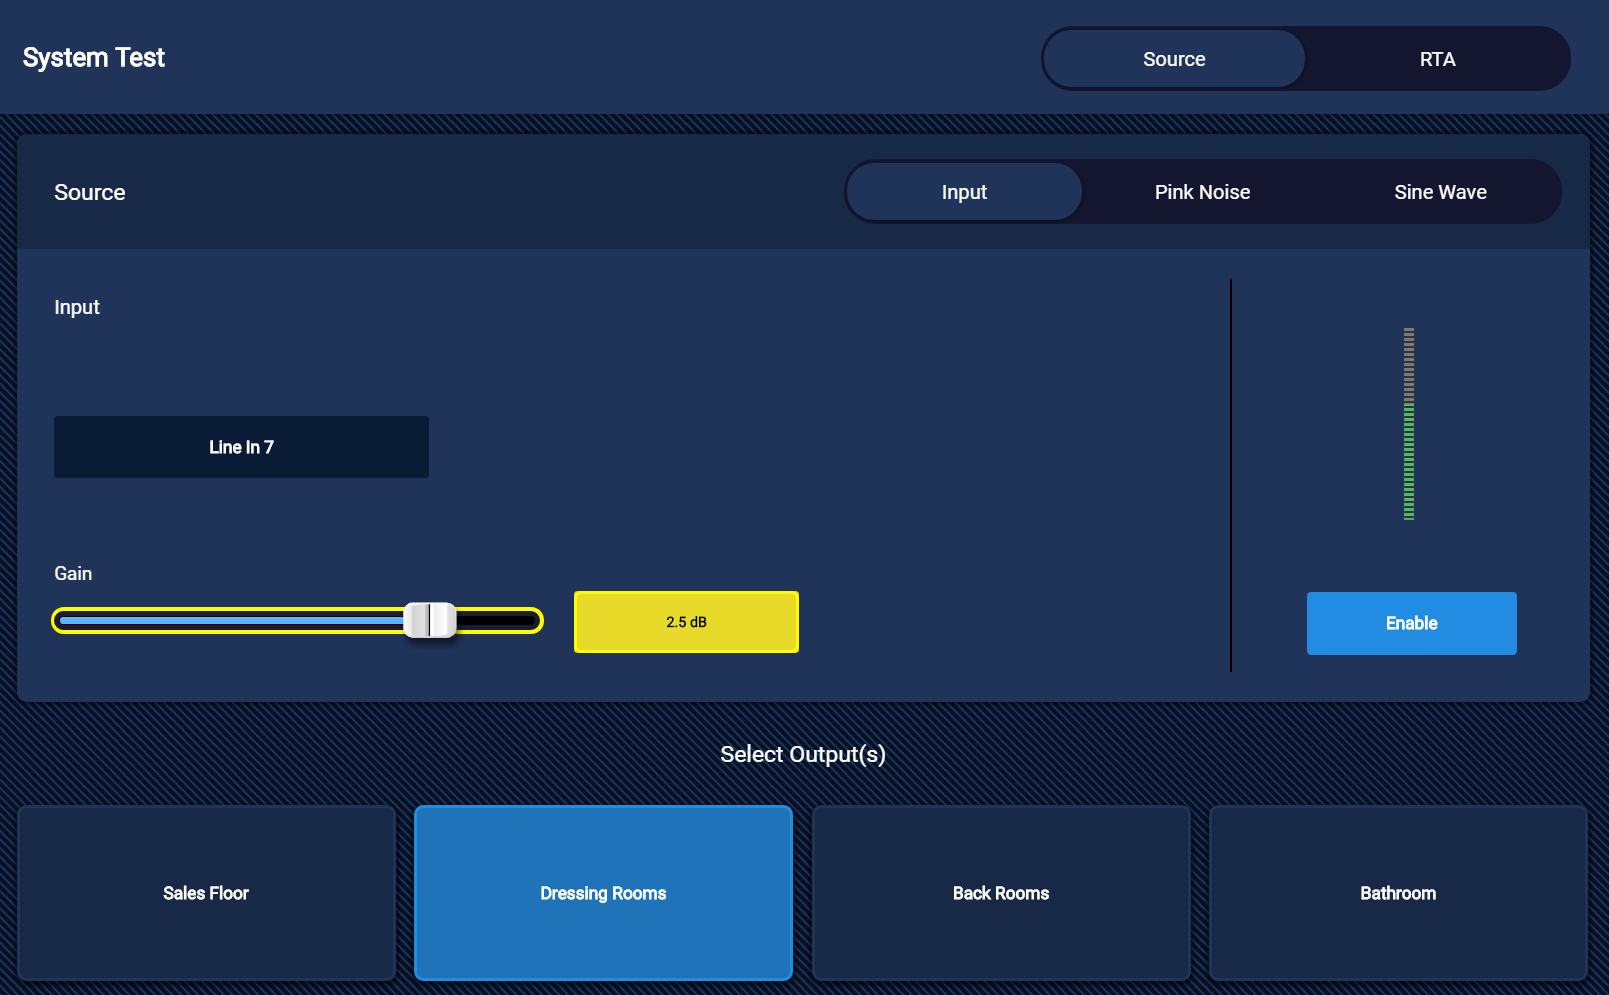 System Test
Source
RTA
Source
Input
Pink Noise
Sine Wave
Input
Line In 7
Gain
2.5 dB
Enable
Select Output(s)
Sales Floor
Dressing Rooms
Back Rooms
Bathroom